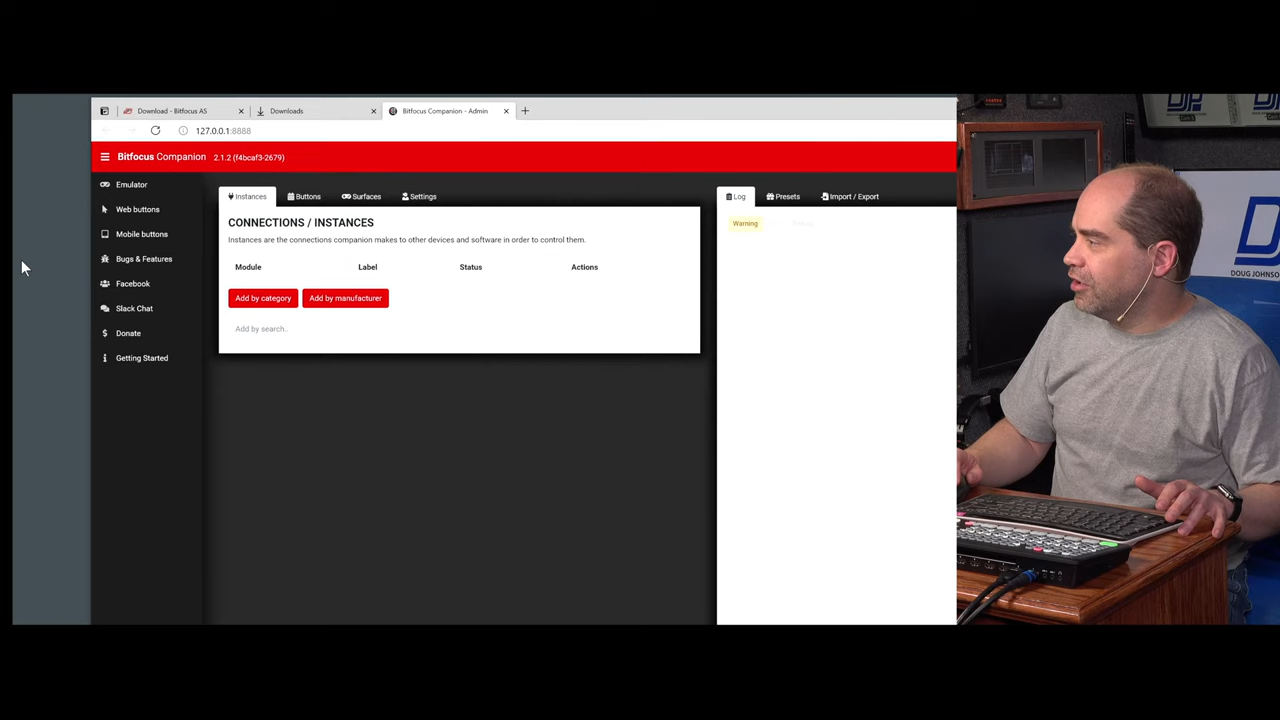 Download - Bitfocus AS
Downloads
Bitfocus Companion - Admin
127.0.0.1:8888
Bitfocus Companion 2.1.2 (f4bcaf3-2679)
Emulator
Web buttons
Mobile buttons
Bugs & Features
Facebook
Slack Chat
Donate
Getting Started
Instances
Buttons
Surfaces
Settings
CONNECTIONS / INSTANCES
Instances are the connections companion makes to other devices and software in order to control them.
Module Label Status Actions
Add by category
Add by manufacturer
Add by search..
Log
Presets
Import / Export
Warning
DOUG JOHNSON